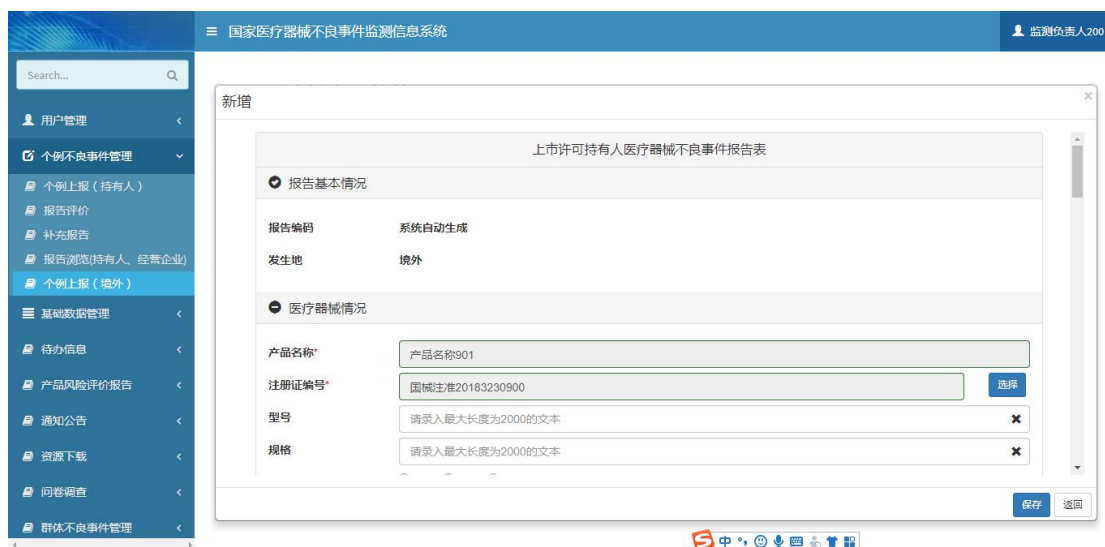 国家医疗器械不良事件监测信息系统
监测负责人200
Search...
用户管理
个例不良事件管理
个例上报（持有人）
报告评价
补充报告
报告浏览(持有人、经营企业)
个例上报（境外）
基础数据管理
待办信息
产品风险评价报告
通知公告
资源下载
问卷调查
群体不良事件管理
新增
上市许可持有人医疗器械不良事件报告表
报告基本情况
报告编码 系统自动生成
发生地 境外
医疗器械情况
产品名称* 产品名称901
注册证编号* 国械注准20183230900 选择
型号 请录入最大长度为2000的文本
规格 请录入最大长度为2000的文本
保存 返回
中